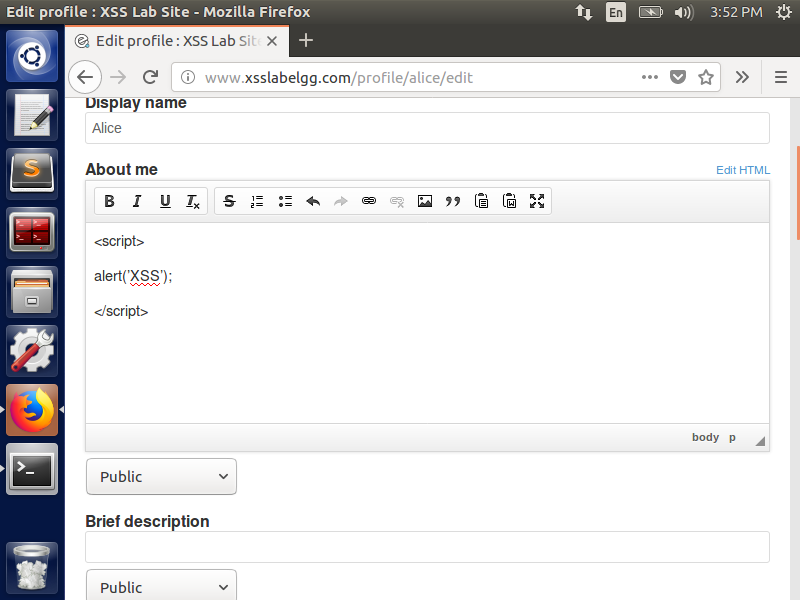 Edit profile : XSS Lab Site - Mozilla Firefox
En
3:52 PM
Edit profile : XSS Lab Site
www.xsslabelgg.com/profile/alice/edit
Display name
Alice
About me
Edit HTML
B I U Tx S
<script>
alert(’XSS’);
</script>
body p
Public
Brief description
Public